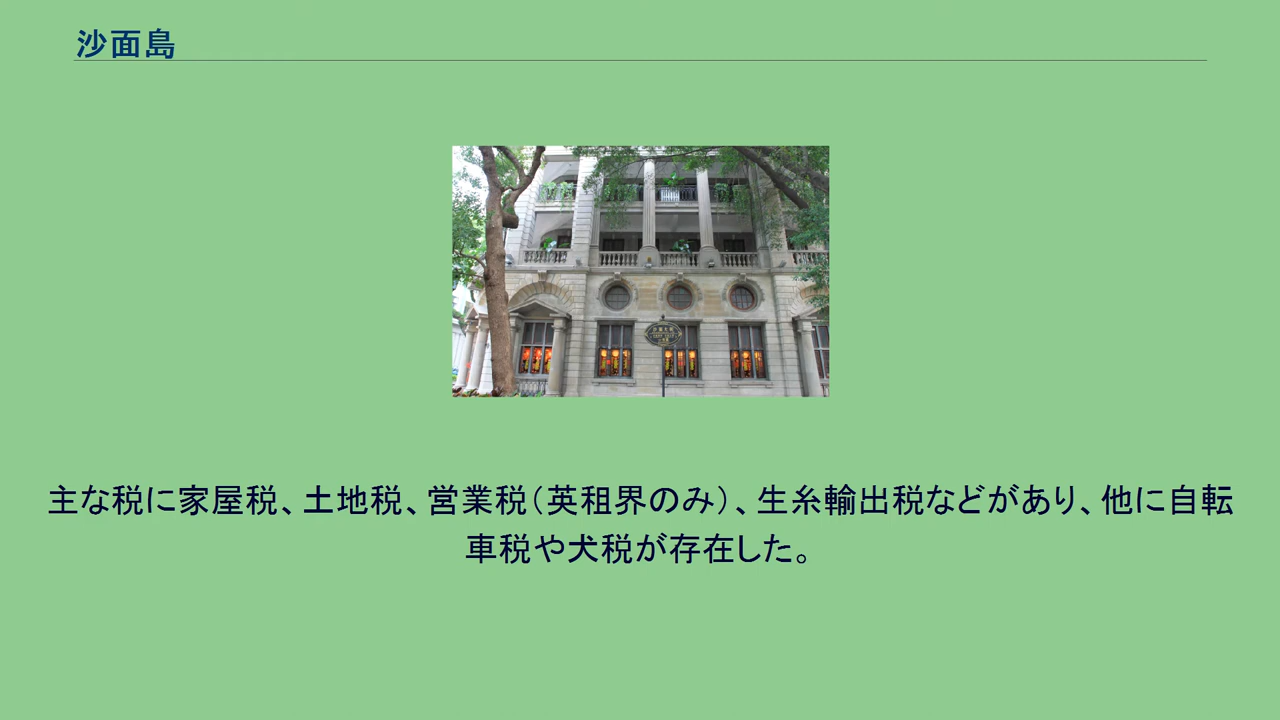 沙面島
主な税に家屋税、土地税、営業税（英租界のみ）、生糸輸出税などがあり、他に自転
車税や犬税が存在した。